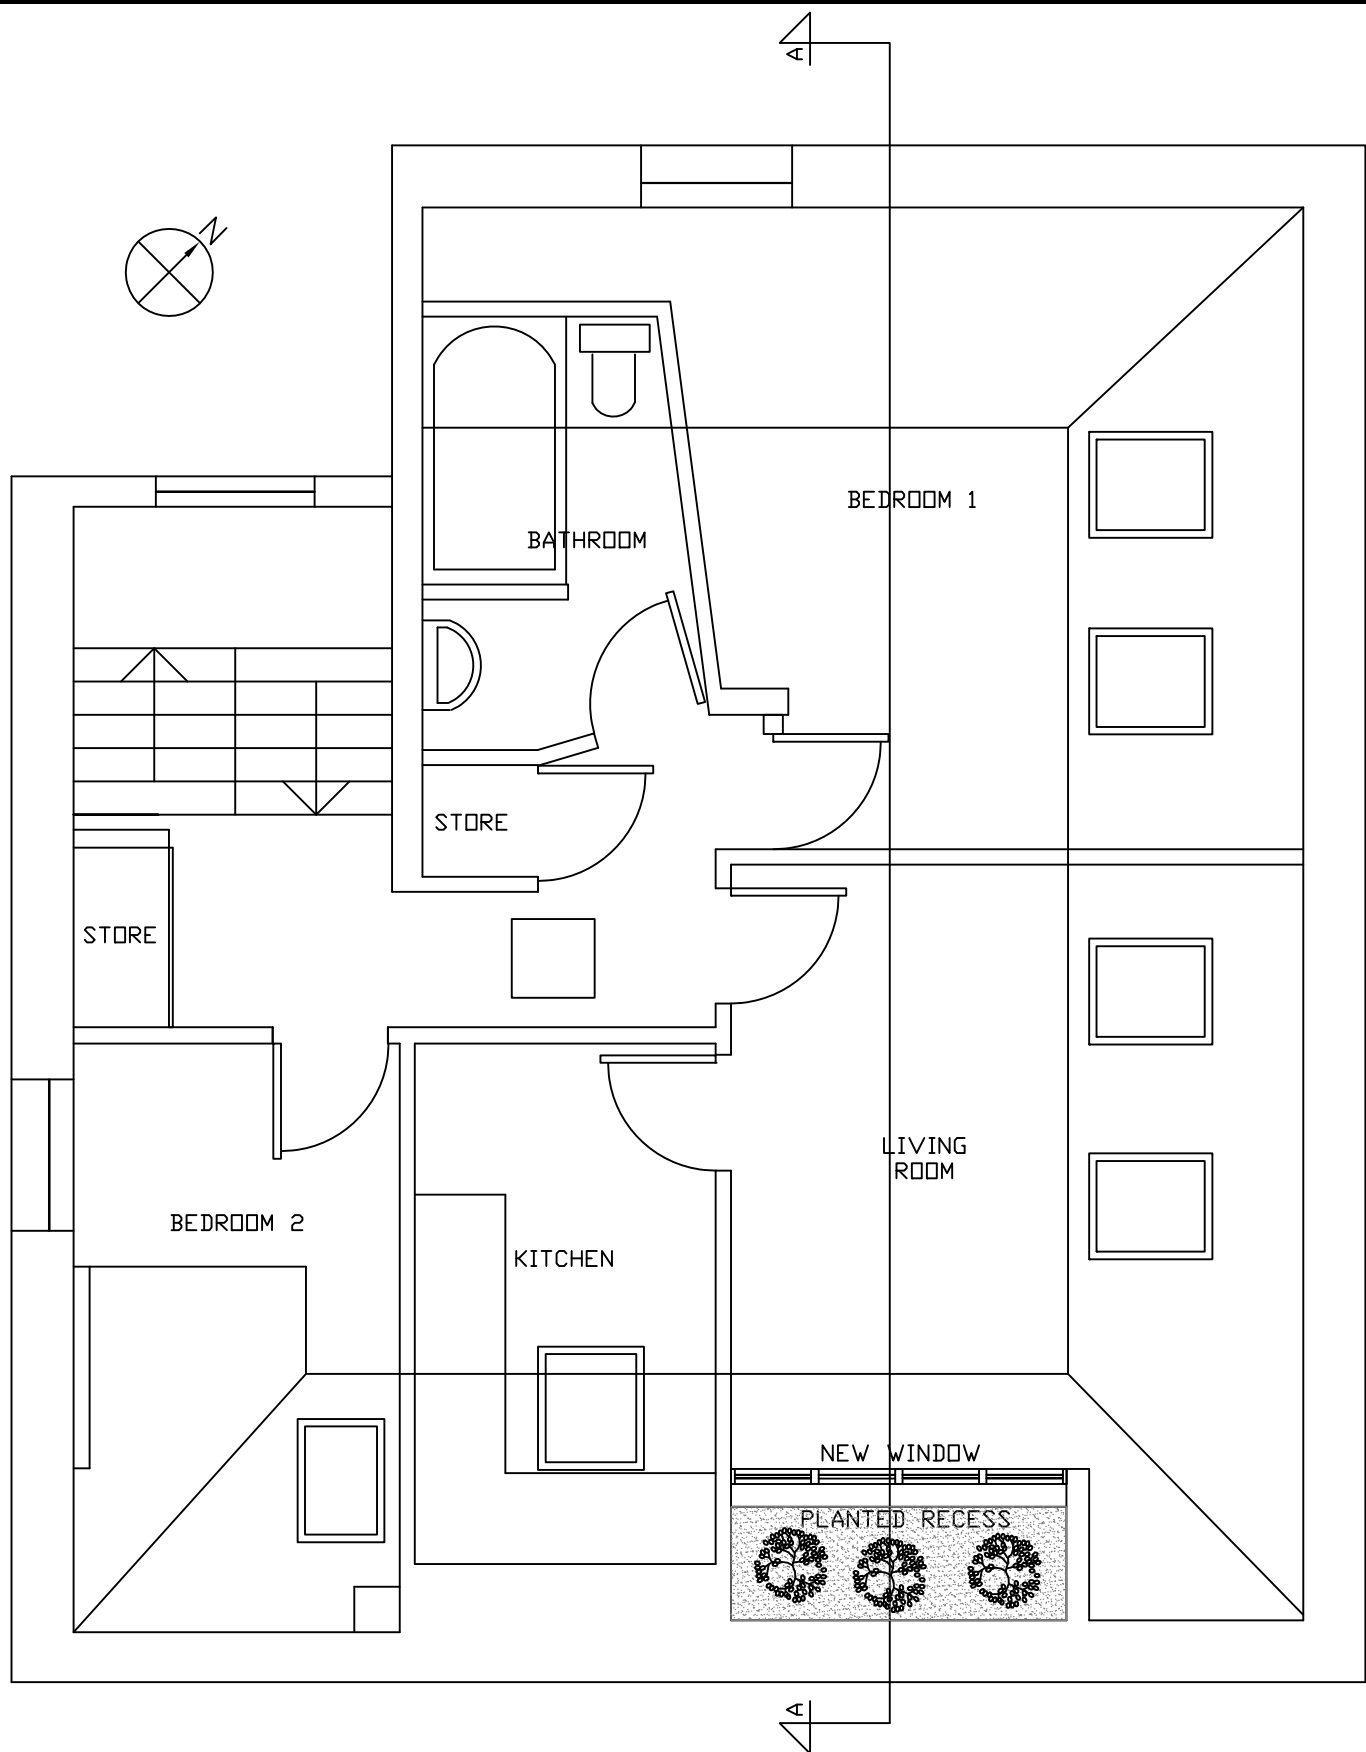 A
N
BEDROOM 1
BATHROOM
STORE
STORE
LIVING
ROOM
BEDROOM 2
KITCHEN
NEW WINDOW
PLANTED RECESS
A